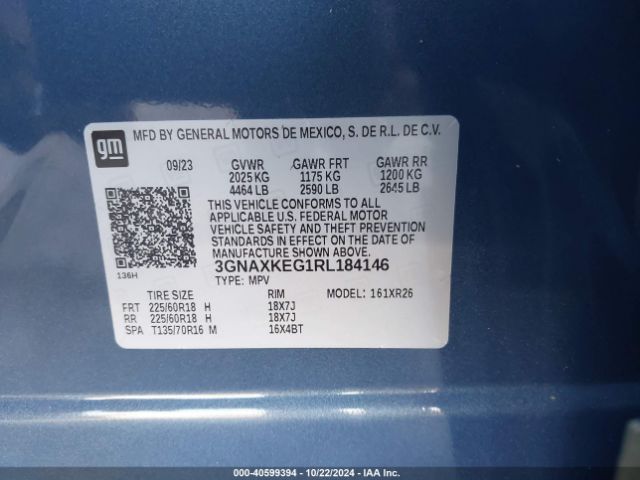 gm
MFD BY GENERAL MOTORS DE MEXICO, S. DE R.L. DE C.V.
09/23 GVWR GAWR FRT GAWR RR
2025 KG 1175 KG 1200 KG
4464 LB 2590 LB 2645 LB
THIS VEHICLE CONFORMS TO ALL
APPLICABLE U.S. FEDERAL MOTOR
VEHICLE SAFETY AND THEFT PREVENTION
STANDARDS IN EFFECT ON THE DATE OF
MANUFACTURE SHOWN ABOVE.
136H 3GNAXKEG1RL184146
TYPE: MPV
TIRE SIZE RIM MODEL: 161XR26
FRT 225/60R18 H 18X7J
RR 225/60R18 H 18X7J
SPA T135/70R16 M 16X4BT
000-40599394 | 10/22/2024 - IAA Inc.